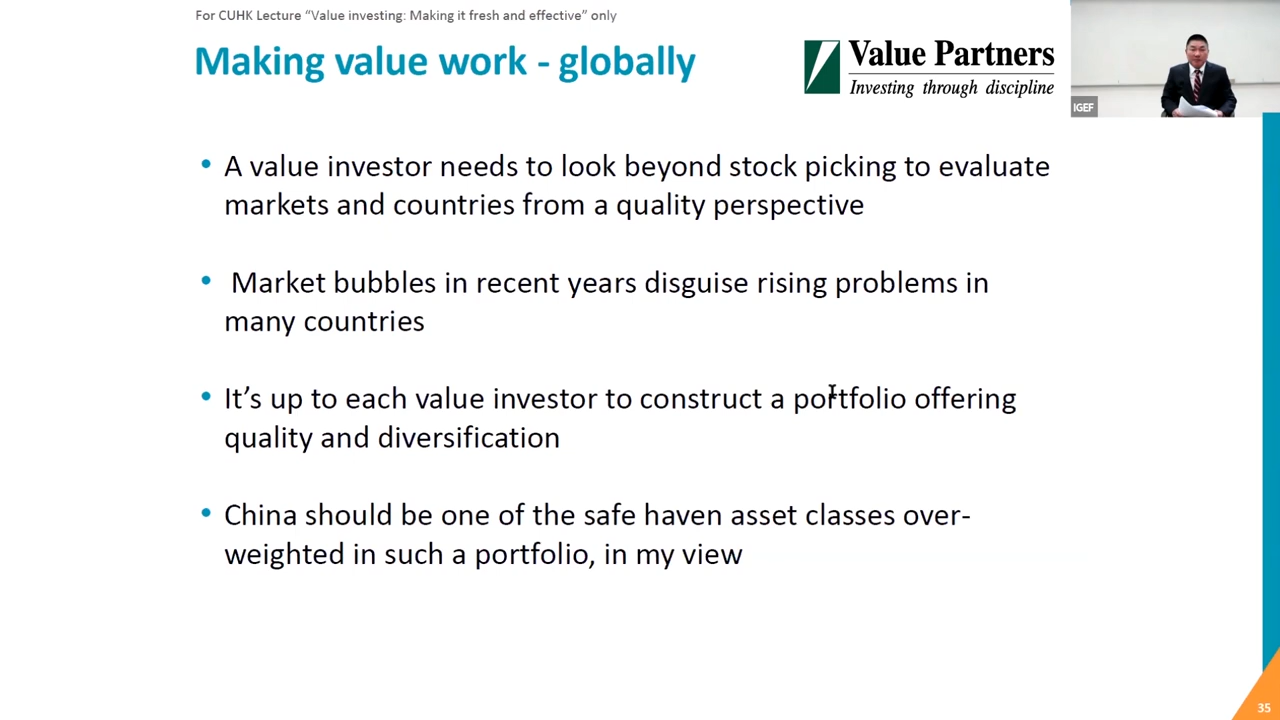 For CUHK Lecture “Value investing: Making it fresh and effective” only
Making value work - globally
Value Partners
Investing through discipline
IGEF
• A value investor needs to look beyond stock picking to evaluate
markets and countries from a quality perspective
• Market bubbles in recent years disguise rising problems in
many countries
• It’s up to each value investor to construct a portfolio offering
quality and diversification
• China should be one of the safe haven asset classes over-
weighted in such a portfolio, in my view
35